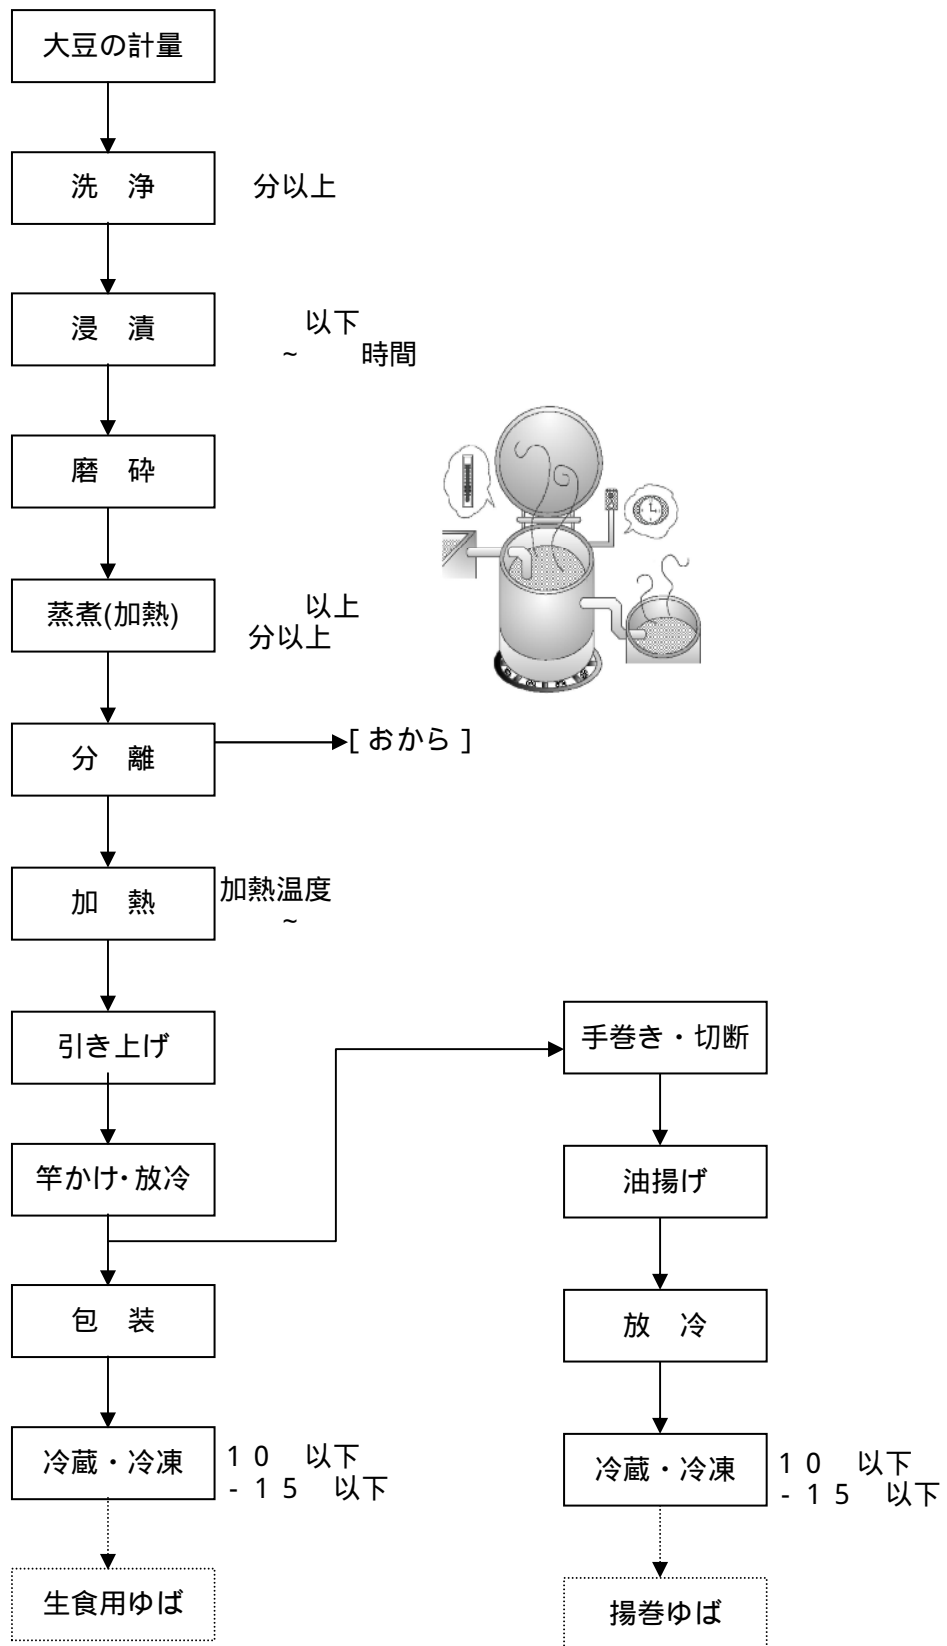 大豆の計量
洗 浄
分以上
浸 漬
以下
~ 時間
磨 砕
蒸煮(加熱)
以上
分以上
分 離
[ おから ]
加 熱
加熱温度
~
引き上げ
竿かけ・放冷
包 装
冷蔵・冷凍
10 以下
-15 以下
生食用ゆば
手巻き・切断
油揚げ
放 冷
冷蔵・冷凍
10 以下
-15 以下
揚巻ゆば